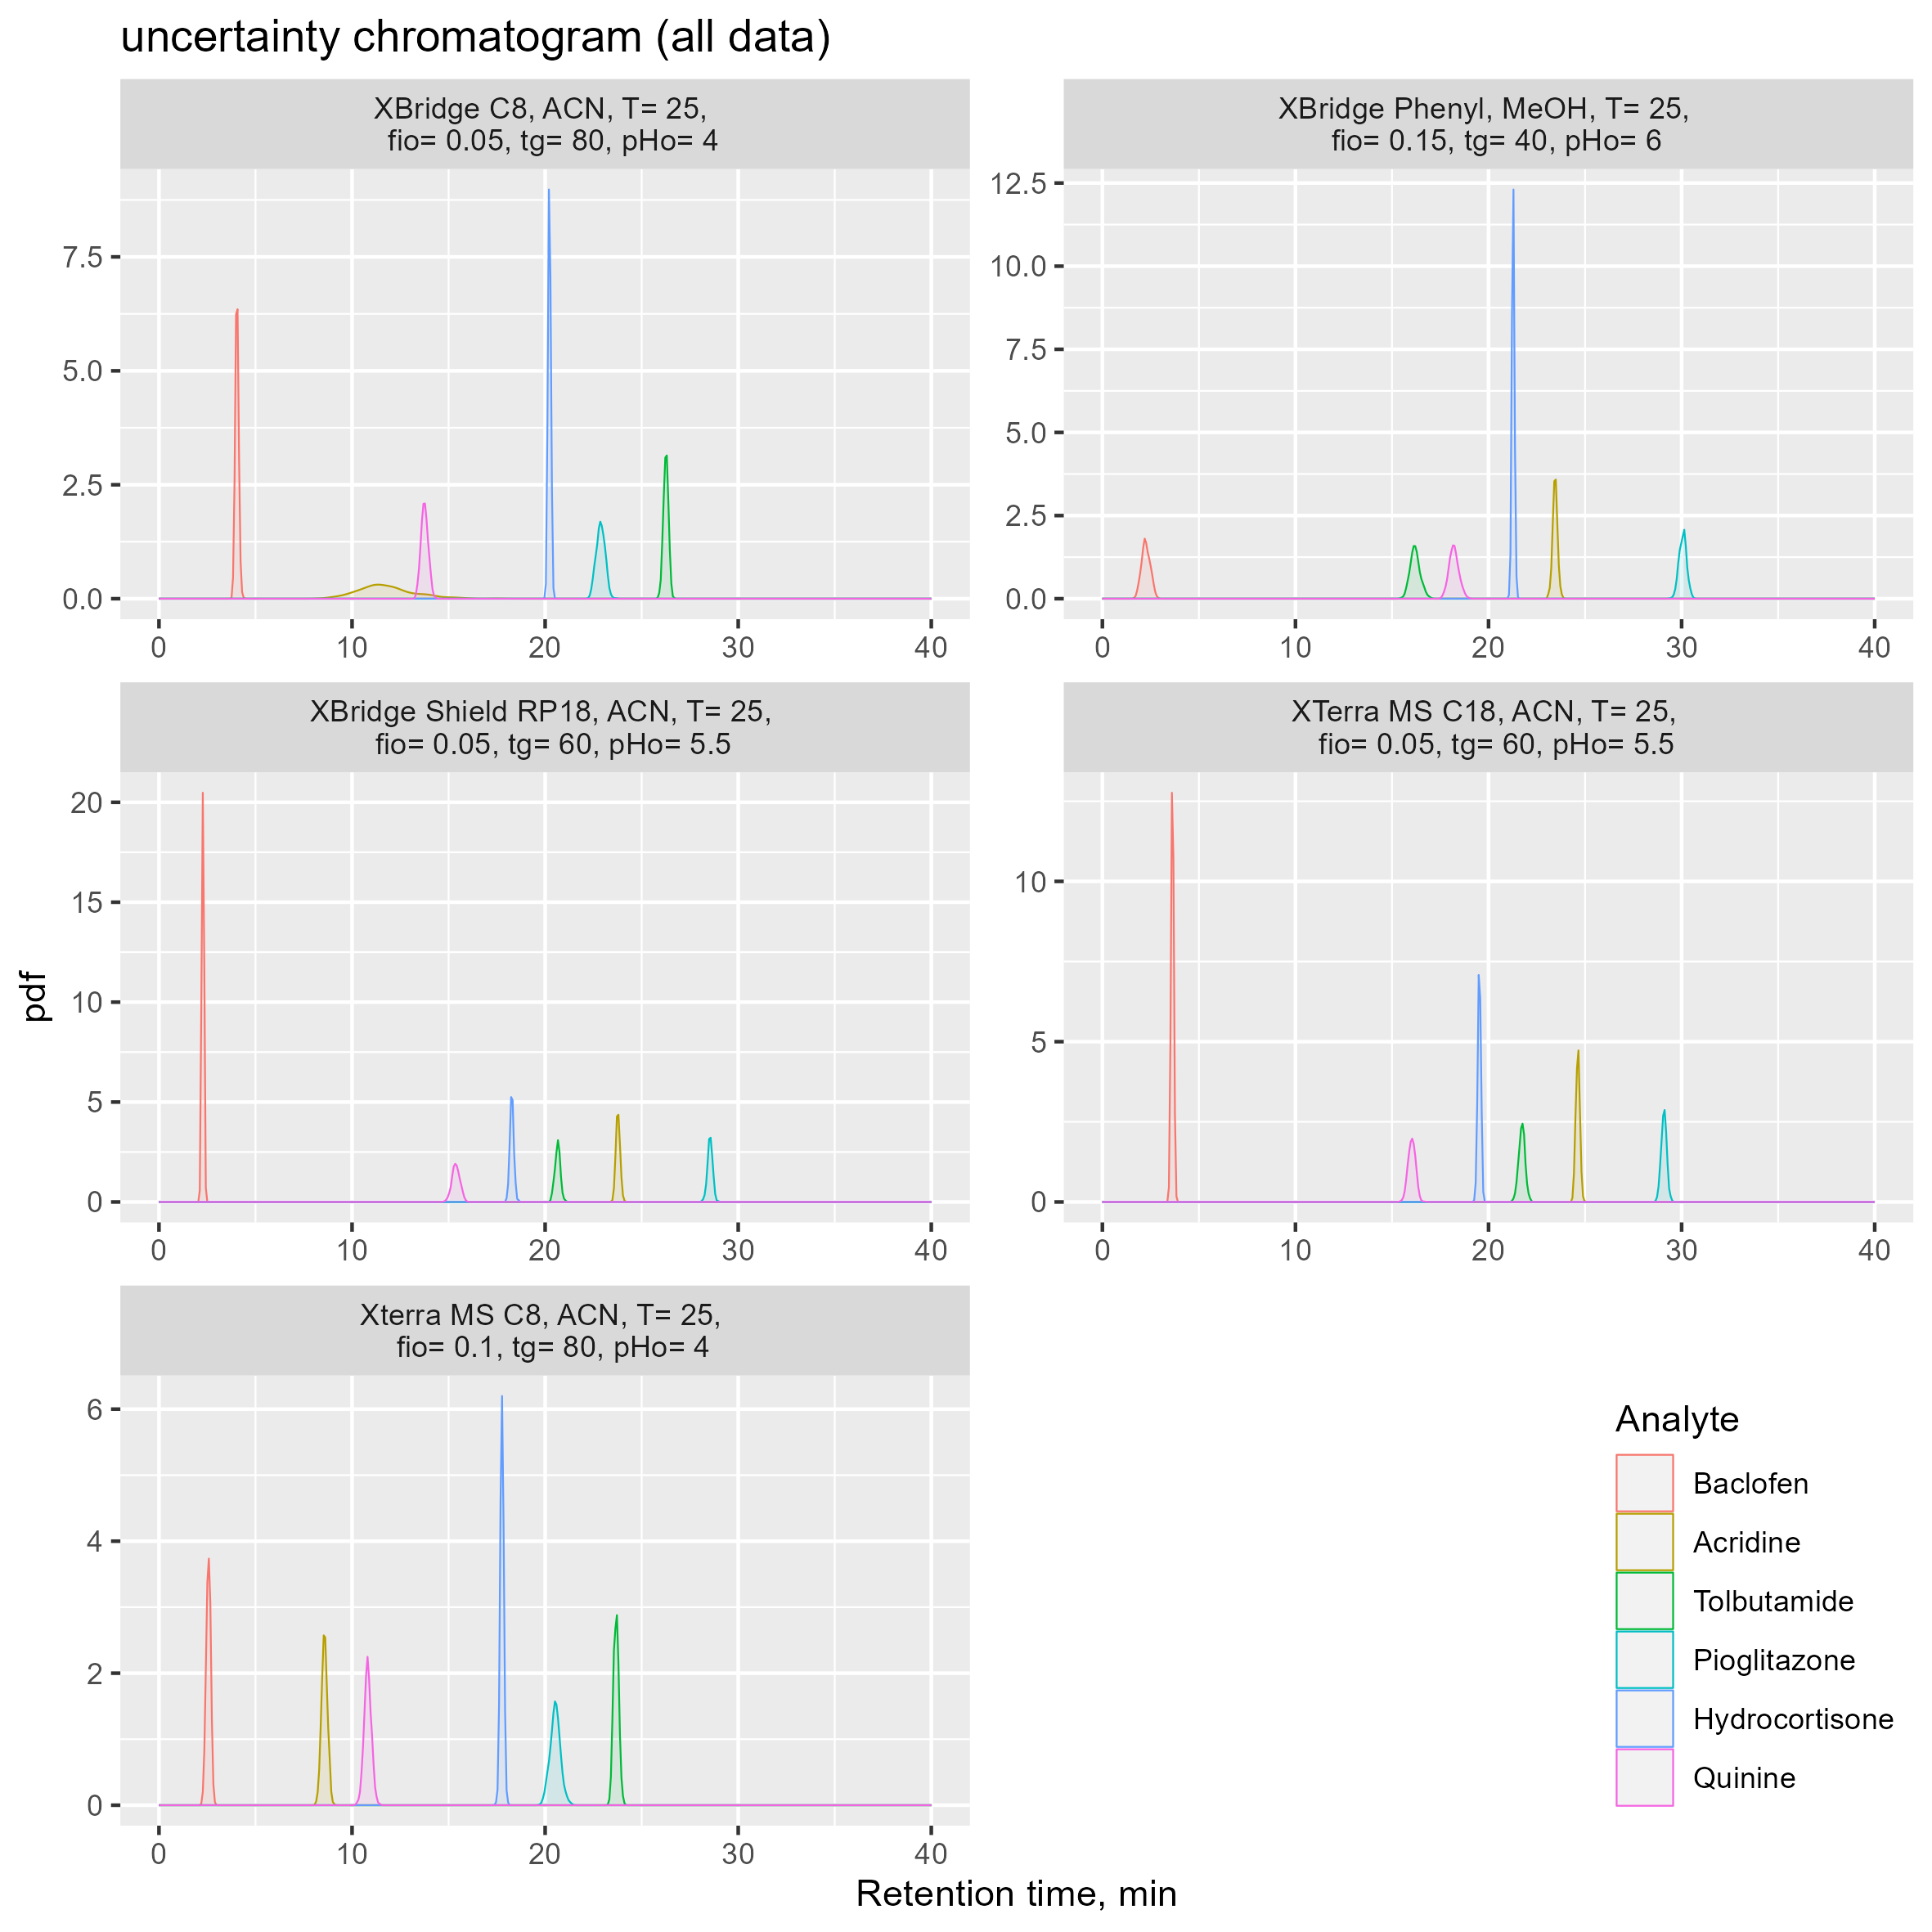 uncertainty chromatogram (all data)
XBridge C8, ACN, T= 25,
fio= 0.05, tg= 80, pHo= 4
7.5
5.0
2.5
0.0
0 10 20 30 40
XBridge Phenyl, MeOH, T= 25,
fio= 0.15, tg= 40, pHo= 6
12.5
10.0
7.5
5.0
2.5
0.0
0 10 20 30 40
XBridge Shield RP18, ACN, T= 25,
fio= 0.05, tg= 60, pHo= 5.5
20
15
10
5
0
0 10 20 30 40
XTerra MS C18, ACN, T= 25,
fio= 0.05, tg= 60, pHo= 5.5
10
5
0
0 10 20 30 40
Xterra MS C8, ACN, T= 25,
fio= 0.1, tg= 80, pHo= 4
6
4
2
0
0 10 20 30 40
pdf
Retention time, min
Analyte
Baclofen
Acridine
Tolbutamide
Pioglitazone
Hydrocortisone
Quinine